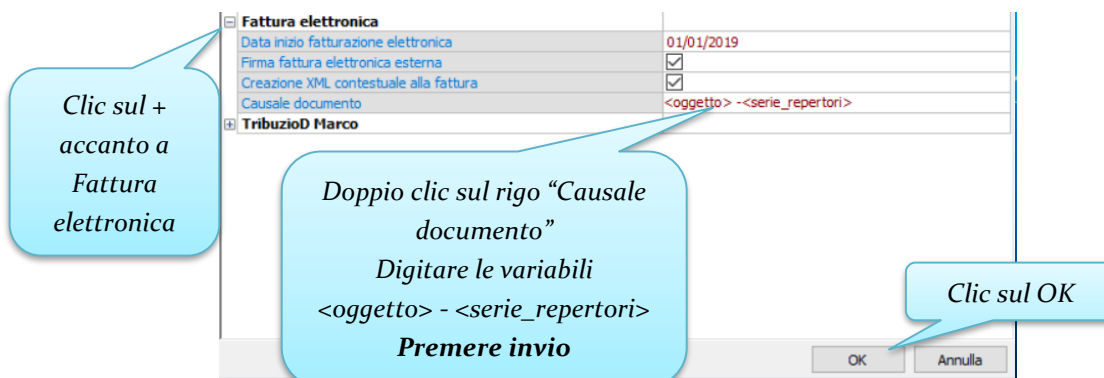 Fattura elettronica
Data inizio fatturazione elettronica 01/01/2019
Firma fattura elettronica esterna
Creazione XML contestuale alla fattura
Causale documento <oggetto> -<serie_repertori>
TribuzioD Marco
Clic sul +
accanto a
Fattura
elettronica
Doppio clic sul rigo “Causale
documento”
Digitare le variabili
<oggetto> - <serie_repertori>
Premere invio
Clic sul OK
OK Annulla